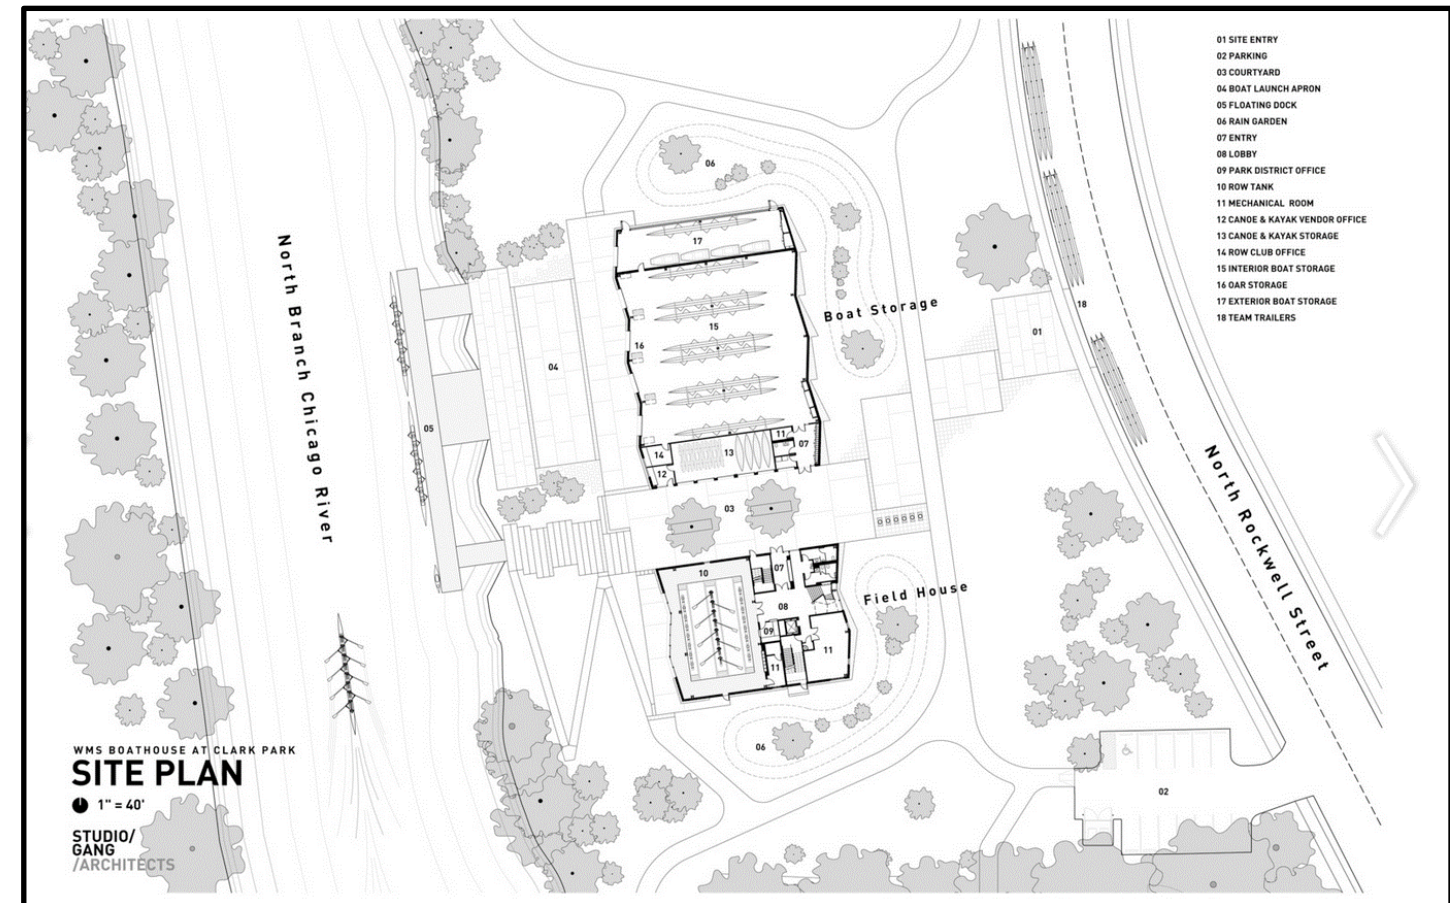 01 SITE ENTRY
02 PARKING
03 COURTYARD
04 BOAT LAUNCH APRON
05 FLOATING DOCK
06 RAIN GARDEN
07 ENTRY
08 LOBBY
09 PARK DISTRICT OFFICE
10 ROW TANK
11 MECHANICAL ROOM
12 CANOE & KAYAK VENDOR OFFICE
13 CANOE & KAYAK STORAGE
14 ROW CLUB OFFICE
15 INTERIOR BOAT STORAGE
16 OAR STORAGE
17 EXTERIOR BOAT STORAGE
18 TEAM TRAILERS
06
17
North Branch Chicago River
Boat Storage
18
01
15
16
04
05
11
07
14
13
12
03
North Rockwell Street
10
07
Field House
08
09
11
11
06
02
WMS BOATHOUSE AT CLARK PARK
SITE PLAN
1" = 40'
STUDIO/
GANG
/ARCHITECTS